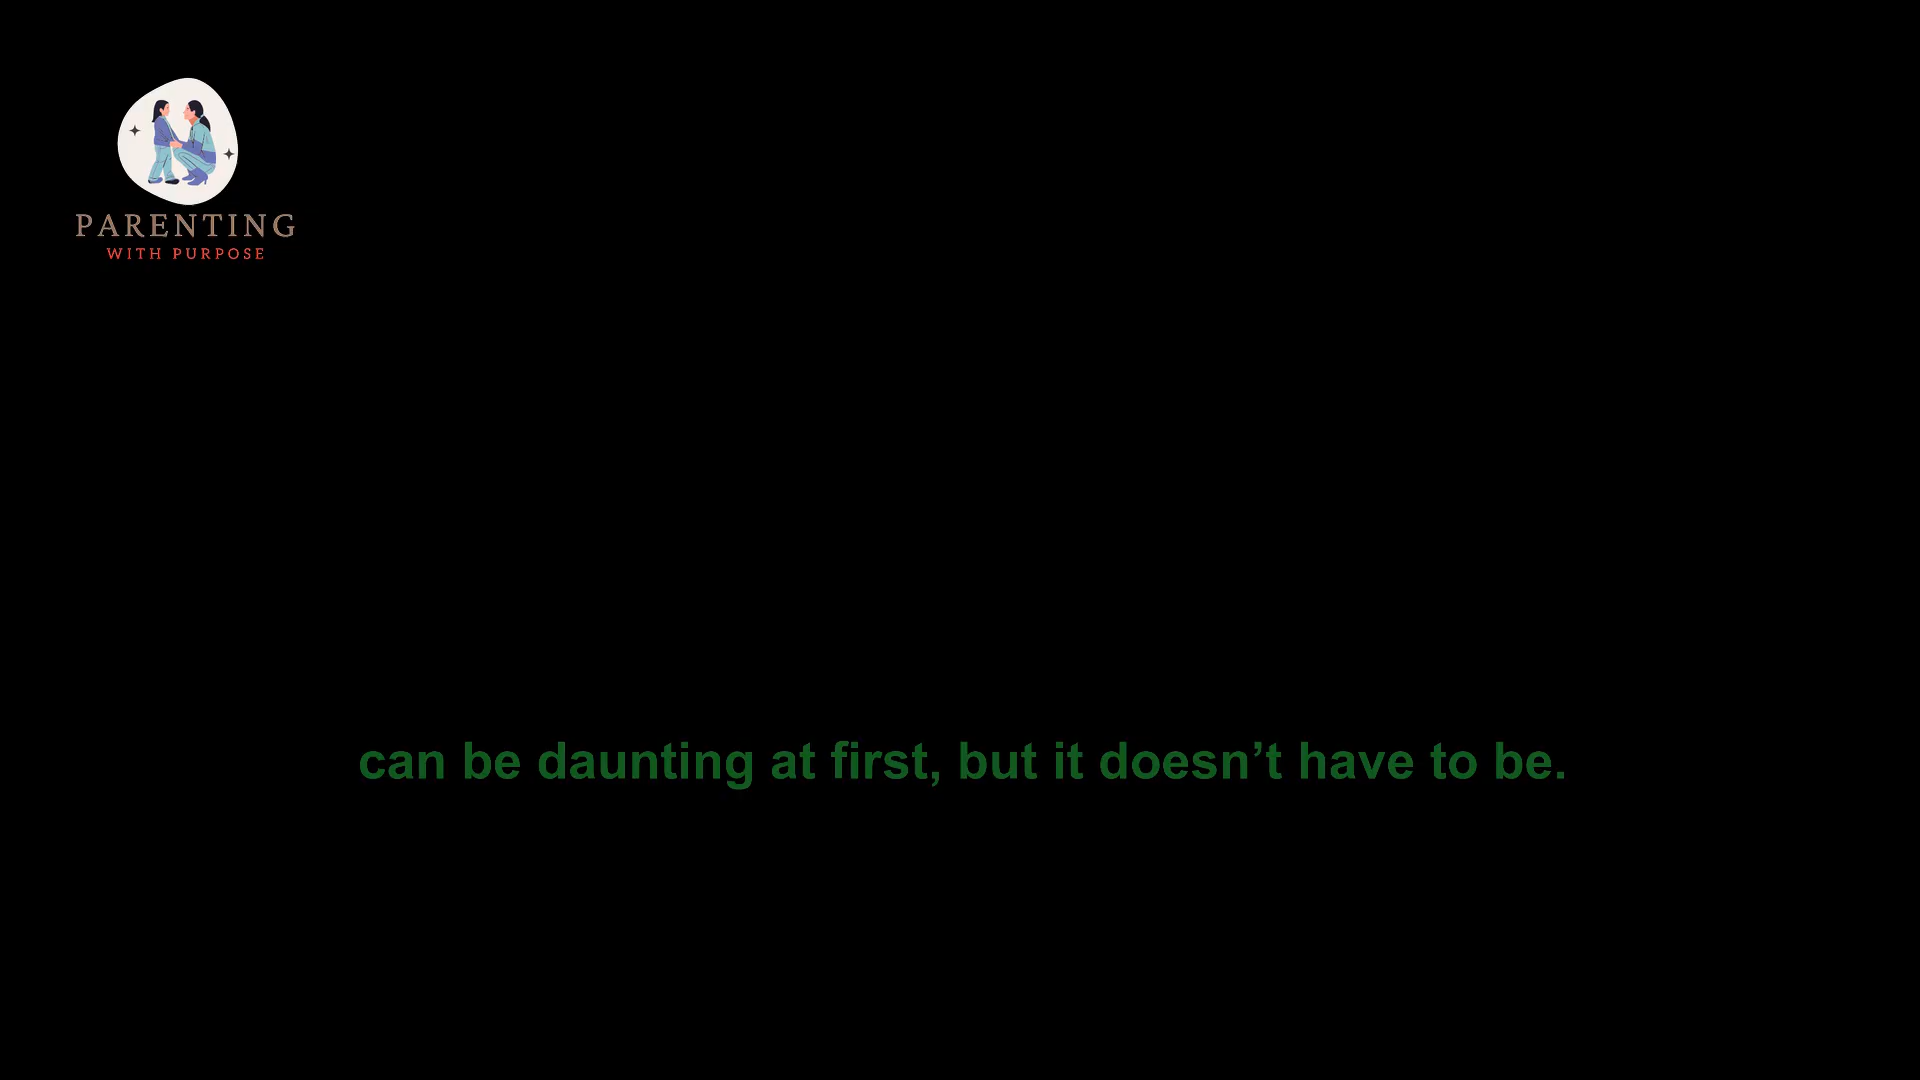 PARENTING
WITH PURPOSE
can be daunting at first, but it doesn’t have to be.